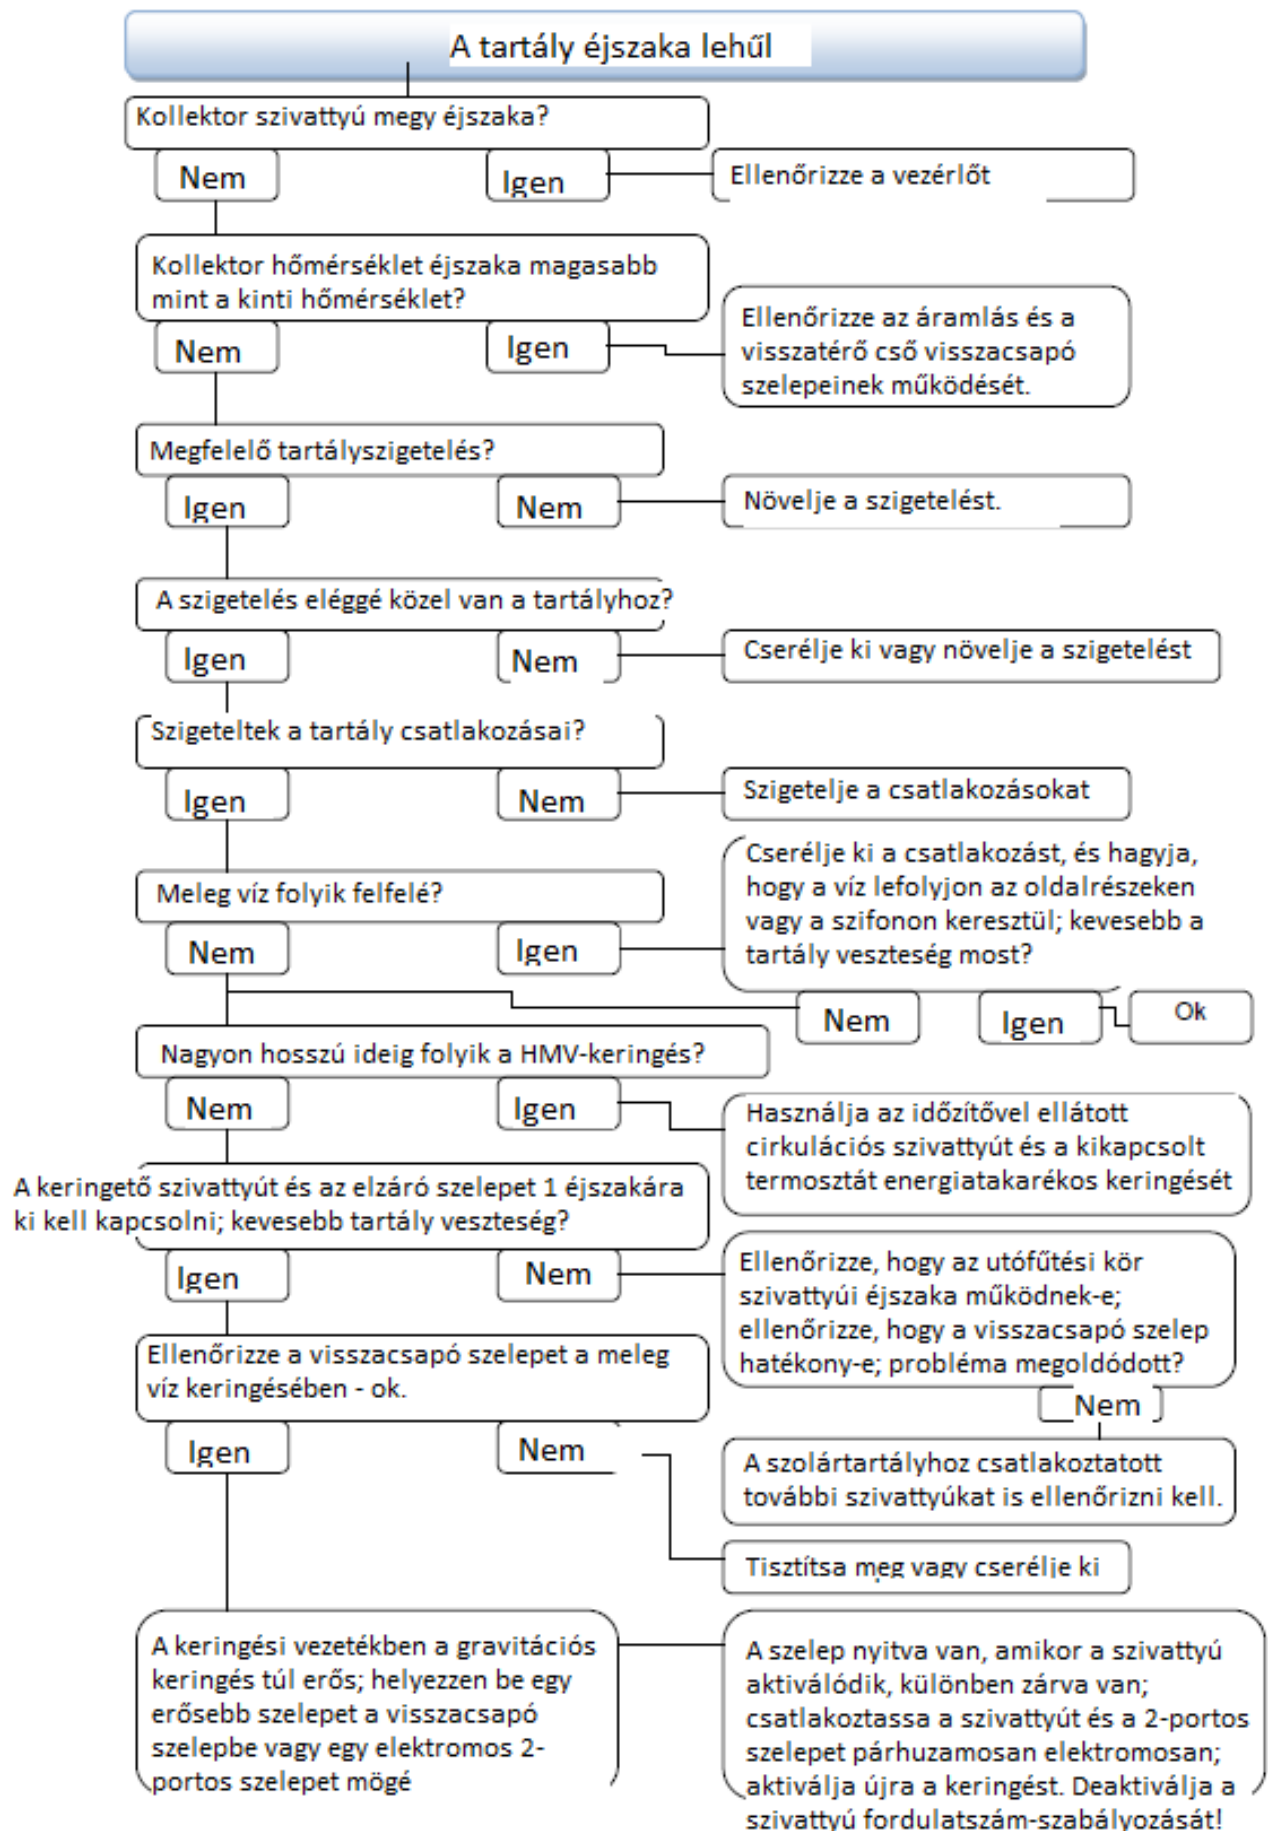 A tartály éjszaka lehűl
Kollektor szivattyú megy éjszaka?
Nem
Igen
Ellenőrizze a vezérlőt
Kollektor hőmérséklet éjszaka magasabb
mint a kinti hőmérséklet?
Nem
Igen
Ellenőrizze az áramlás és a
visszatérő cső visszacsapó
szelepeinek működését.
Megfelelő tartályszigetelés?
Igen
Nem
Növelje a szigetelést.
A szigetelés eléggé közel van a tartályhoz?
Igen
Nem
Cserélje ki vagy növelje a szigetelést
Szigeteltek a tartály csatlakozásai?
Igen
Nem
Szigetelje a csatlakozásokat
Meleg víz folyik felfelé?
Nem
Igen
Cserélje ki a csatlakozást, és hagyja,
hogy a víz lefolyjon az oldalrészeken
vagy a szifonon keresztül; kevesebb a
tartály veszteség most?
Nem
Igen
Ok
Nagyon hosszú ideig folyik a HMV-keringés?
Nem
Igen
Használja az időzítővel ellátott
cirkulációs szivattyút és a kikapcsolt
termosztát energiatakarékos keringését
A keringető szivattyút és az elzáró szelepet 1 éjszakára
ki kell kapcsolni; kevesebb tartály veszteség?
Igen
Nem
Ellenőrizze, hogy az utófűtési kör
szivattyúi éjszaka működnek-e;
ellenőrizze, hogy a visszacsapó szelep
hatékony-e; probléma megoldódott?
Nem
A szolártartályhoz csatlakoztatott
további szivattyúkat is ellenőrizni kell.
Ellenőrizze a visszacsapó szelepet a meleg
víz keringésében - ok.
Igen
Nem
Tisztítsa meg vagy cserélje ki
A keringési vezetékben a gravitációs
keringés túl erős; helyezzen be egy
erősebb szelepet a visszacsapó
szelepbe vagy egy elektromos 2-
portos szelepet mögé
A szelep nyitva van, amikor a szivattyú
aktiválódik, különben zárva van;
csatlakoztassa a szivattyút és a 2-portos
szelepet párhuzamosan elektromosan;
aktiválja újra a keringést. Deaktiválja a
szivattyú fordulatszám-szabályozását!